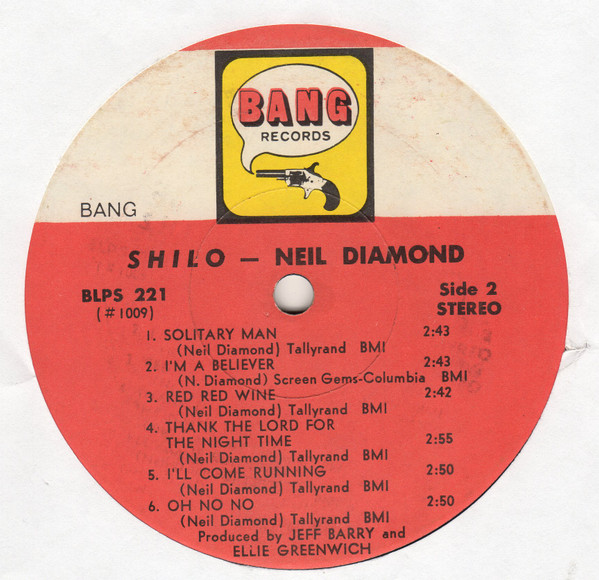 BANG
RECORDS
BANG
SHILO — NEIL DIAMOND
BLPS 221
(#1009)
Side 2
STEREO
1. SOLITARY MAN 2:43
(Neil Diamond) Tallyrand BMI
2. I'M A BELIEVER 2:43
(N. Diamond) Screen Gems-Columbia BMI
3. RED RED WINE 2:42
(Neil Diamond) Tallyrand BMI
4. THANK THE LORD FOR
THE NIGHT TIME 2:55
(Neil Diamond) Tallyrand BMI
5. I'LL COME RUNNING 2:50
(Neil Diamond) Tallyrand BMI
6. OH NO NO 2:50
(Neil Diamond) Tallyrand BMI
Produced by JEFF BARRY and
ELLIE GREENWICH